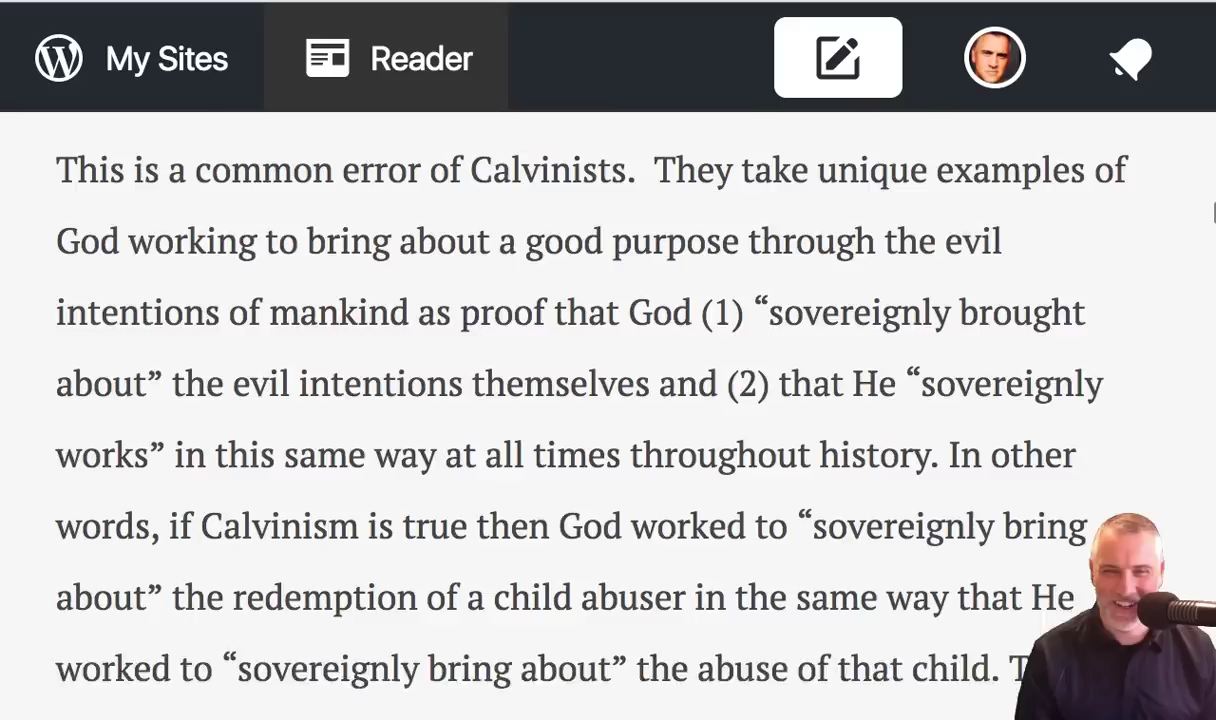 My Sites
Reader
This is a common error of Calvinists.  They take unique examples of
God working to bring about a good purpose through the evil
intentions of mankind as proof that God (1) “sovereignly brought
about” the evil intentions themselves and (2) that He “sovereignly
works” in this same way at all times throughout history. In other
words, if Calvinism is true then God worked to “sovereignly bring
about” the redemption of a child abuser in the same way that He
worked to “sovereignly bring about” the abuse of that child.